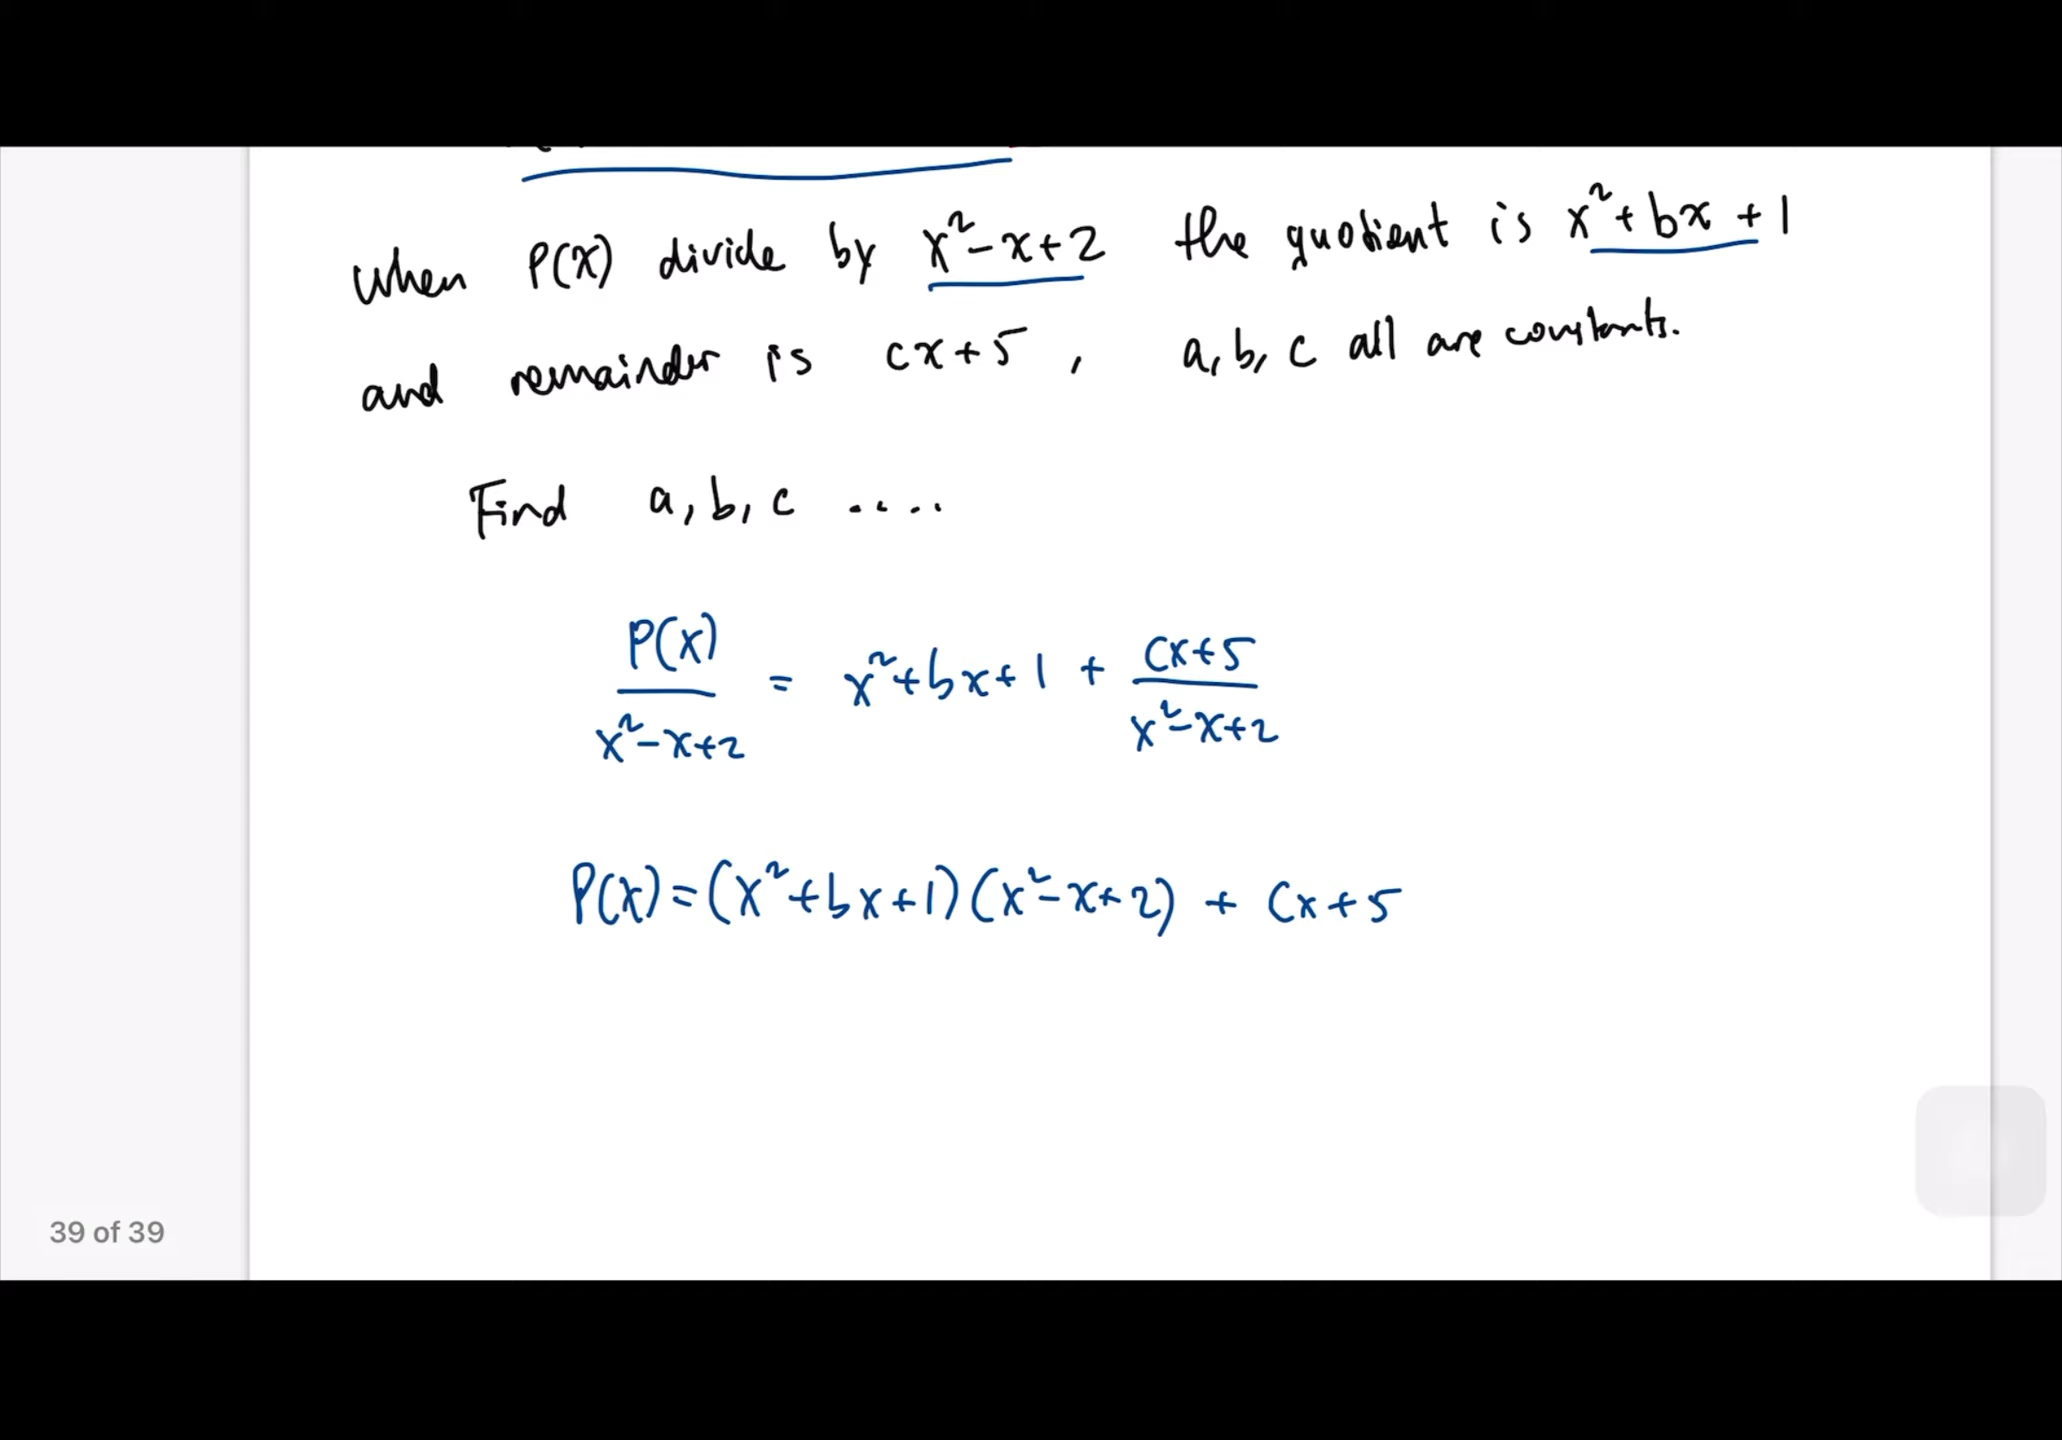 When P(x) divide by x²-x+2 the quotient is x²+bx+1
and remainder is cx+5, a, b, c all are constants.
Find a, b, c ....
P(x)/x²-x+2 = x²+bx+1 + cx+5/x²-x+2
P(x)=(x²+bx+1)(x²-x+2) + Cx+5
39 of 39